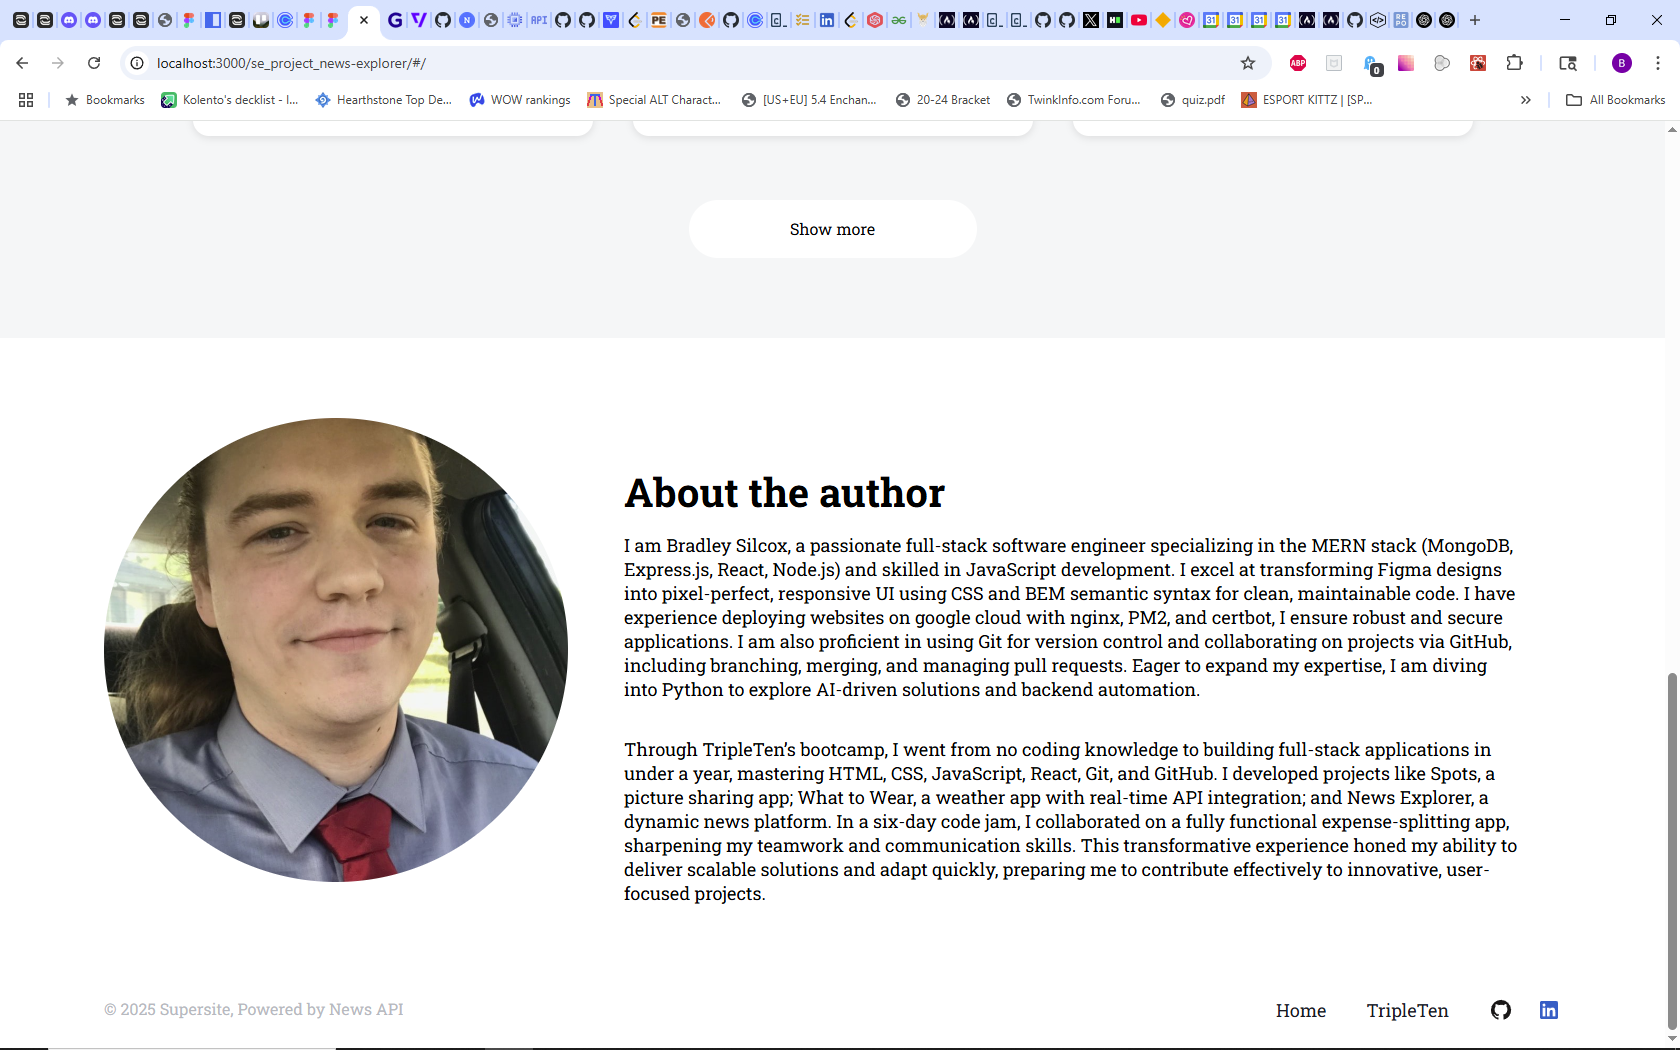 localhost:3000/se_project_news-explorer/#/
ABP
0
B
Bookmarks
Kolento's decklist - I...
Hearthstone Top De...
WOW rankings
Special ALT Charact...
[US+EU] 5.4 Enchan...
20-24 Bracket
TwinkInfo.com Foru...
quiz.pdf
ESPORT KITTZ | [SP...
All Bookmarks
Show more
About the author
I am Bradley Silcox, a passionate full-stack software engineer specializing in the MERN stack (MongoDB,
Express.js, React, Node.js) and skilled in JavaScript development. I excel at transforming Figma designs
into pixel-perfect, responsive UI using CSS and BEM semantic syntax for clean, maintainable code. I have
experience deploying websites on google cloud with nginx, PM2, and certbot, I ensure robust and secure
applications. I am also proficient in using Git for version control and collaborating on projects via GitHub,
including branching, merging, and managing pull requests. Eager to expand my expertise, I am diving
into Python to explore AI-driven solutions and backend automation.
Through TripleTen’s bootcamp, I went from no coding knowledge to building full-stack applications in
under a year, mastering HTML, CSS, JavaScript, React, Git, and GitHub. I developed projects like Spots, a
picture sharing app; What to Wear, a weather app with real-time API integration; and News Explorer, a
dynamic news platform. In a six-day code jam, I collaborated on a fully functional expense-splitting app,
sharpening my teamwork and communication skills. This transformative experience honed my ability to
deliver scalable solutions and adapt quickly, preparing me to contribute effectively to innovative, user-
focused projects.
© 2025 Supersite, Powered by News API
Home
TripleTen
in